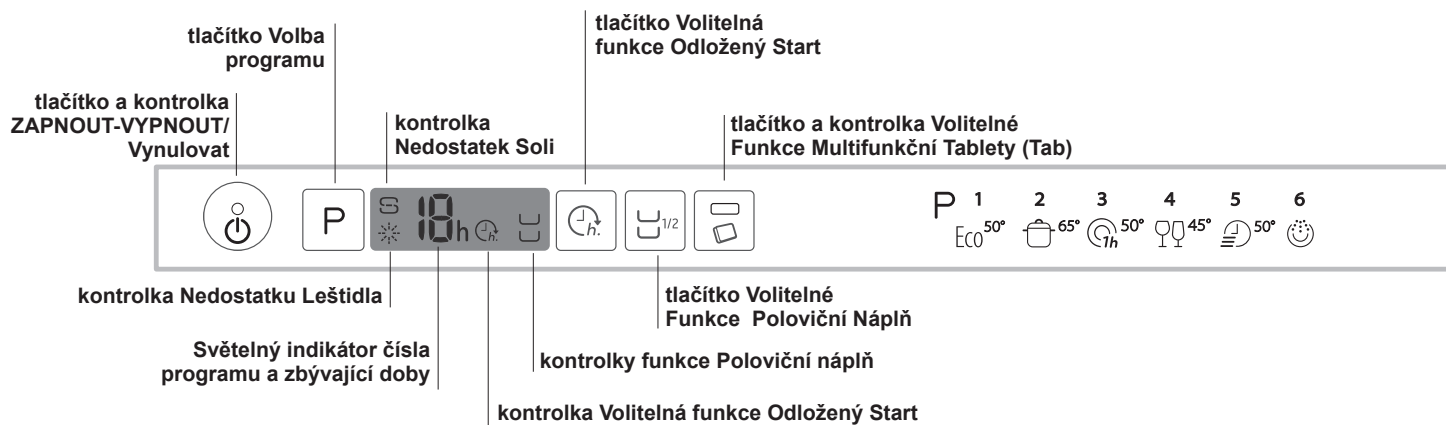 tlačítko Volba
programu
tlačítko Volitelná
funkce Odložený Start
tlačítko a kontrolka
ZAPNOUT-VYPNOUT/
Vynulovat
kontrolka
Nedostatek Soli
tlačítko a kontrolka Volitelné
Funkce Multifunkční Tablety (Tab)
P
S
18h
h.
h.
1/2
P 1 2 3 4 5 6
Eco 50° 65° 1h 50° 45° 50°
kontrolka Nedostatku Leštidla
tlačítko Volitelné
Funkce Poloviční Náplň
Světelný indikátor čísla
programu a zbývající doby
kontrolky funkce Poloviční náplň
kontrolka Volitelná funkce Odložený Start